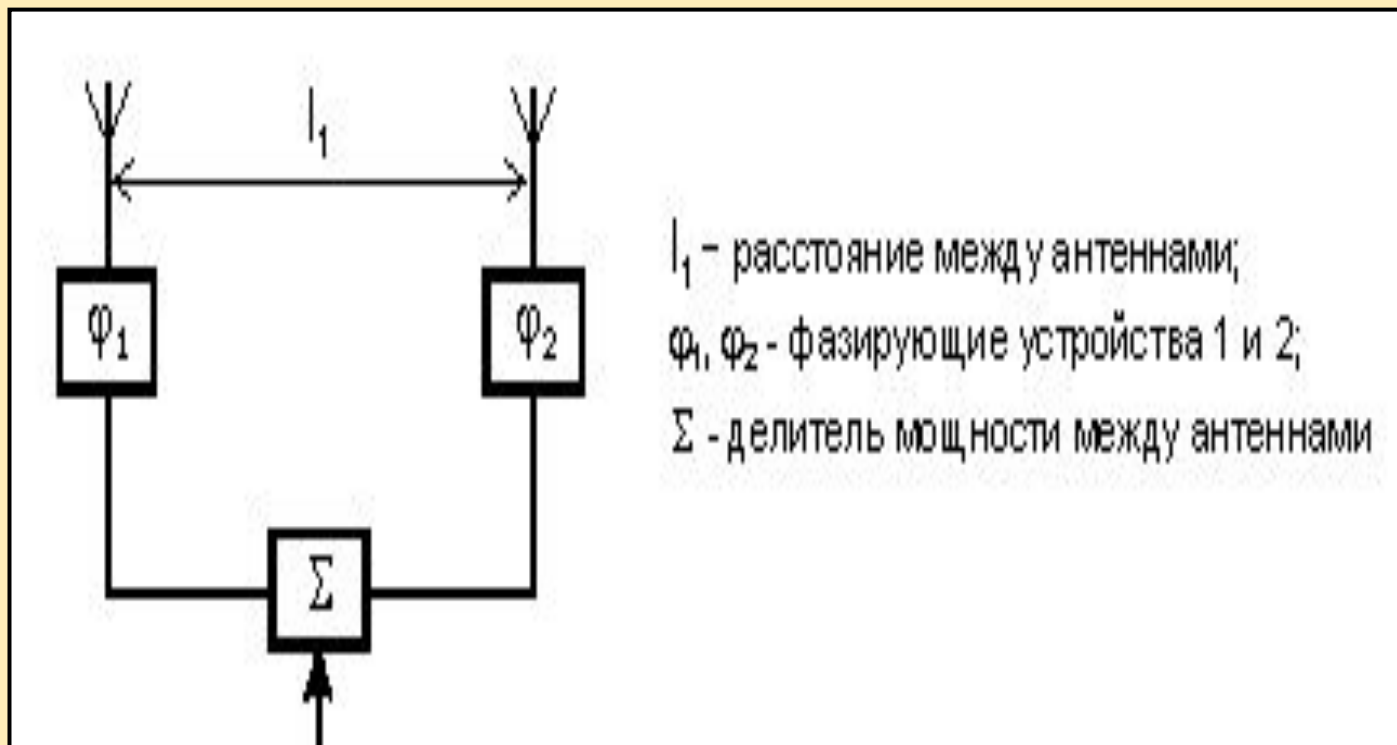 l₁
φ₁
φ₂
Σ
l₁ - расстояние между антеннами;
φ₁, φ₂ - фазирующие устройства 1 и 2;
Σ - делитель мощности между антеннами